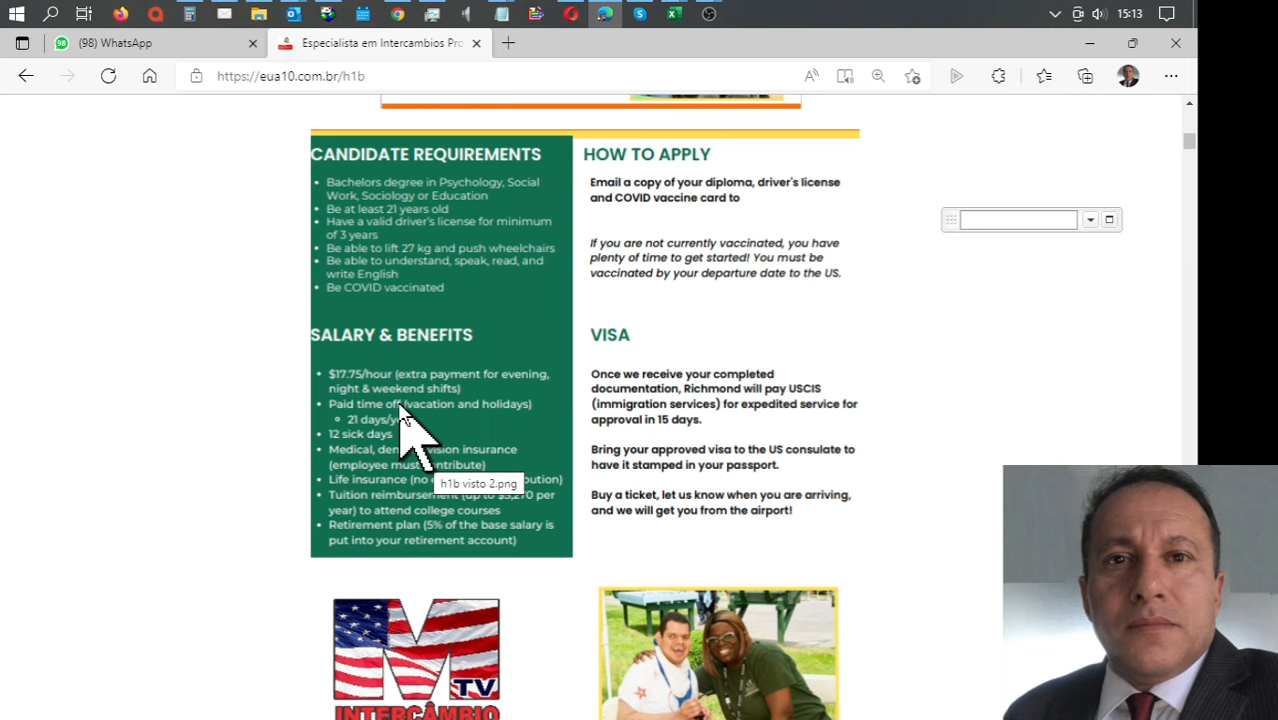 15:13
(98) WhatsApp
Especialista em Intercambios Pro
https://eua10.com.br/h1b
CANDIDATE REQUIREMENTS
• Bachelors degree in Psychology, Social
Work, Sociology or Education
• Be at least 21 years old
• Have a valid driver's license for minimum
of 3 years
• Be able to lift 27 kg and push wheelchairs
• Be able to understand, speak, read, and
write English
• Be COVID vaccinated
SALARY & BENEFITS
• $17.75/hour (extra payment for evening,
night & weekend shifts)
• Paid time off (vacation and holidays)
21 days/
• 12 sick days
• Medical, vision insurance
(employee must contribute)
• Life insurance (no
• Tuition reimbursement (up to $5,270 per
year) to attend college courses
• Retirement plan (5% of the base salary is
put into your retirement account)
h1b visto 2.png
HOW TO APPLY
Email a copy of your diploma, driver's license
and COVID vaccine card to
If you are not currently vaccinated, you have
plenty of time to get started! You must be
vaccinated by your departure date to the US.
VISA
Once we receive your completed
documentation, Richmond will pay USCIS
(immigration services) for expedited service for
approval in 15 days.
Bring your approved visa to the US consulate to
have it stamped in your passport.
Buy a ticket, let us know when you are arriving,
and we will get you from the airport!
M
TV
INTERCÂMBIO